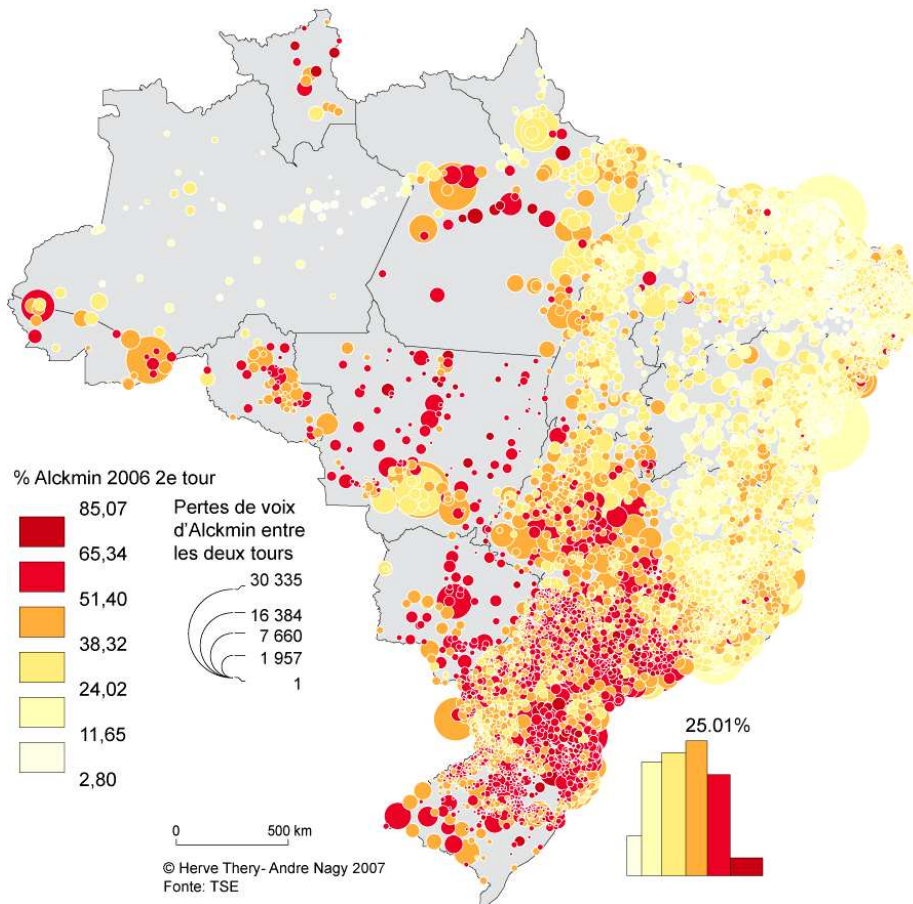 % Alckmin 2006 2e tour
85,07
65,34
51,40
38,32
24,02
11,65
2,80
Pertes de voix
d'Alckmin entre
les deux tours
30 335
16 384
7 660
1 957
1
25.01%
0
500 km
© Herve Thery- Andre Nagy 2007
Fonte: TSE